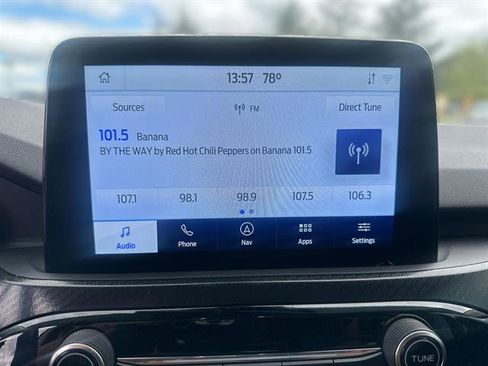 13:57 78°
Sources FM Direct Tune
101.5 Banana
BY THE WAY by Red Hot Chili Peppers on Banana 101.5
107.1 98.1 98.9 107.5 106.3
Audio Phone Nav Apps Settings
TUNE